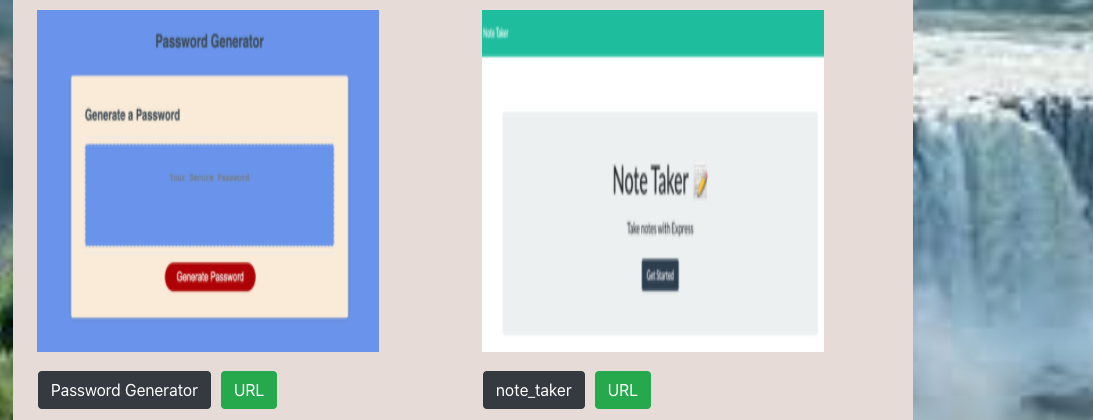 Password Generator
Generate a Password
Your Secure Password
Generate Password
Password Generator
URL
Note Taker
Note Taker 📝
Take notes with Express
Get Started
note_taker
URL